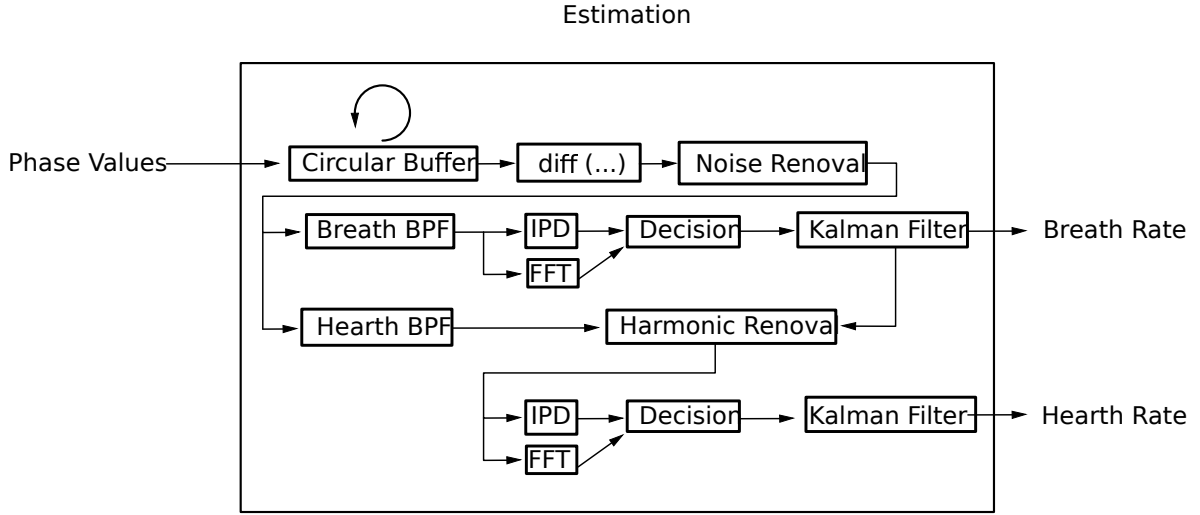 Estimation
Phase Values
Circular Buffer
diff (...)
Noise Renoval
Breath BPF
IPD
Decision
Kalman Filter
Breath Rate
FFT
Hearth BPF
Harmonic Renoval
IPD
Decision
Kalman Filter
Hearth Rate
FFT